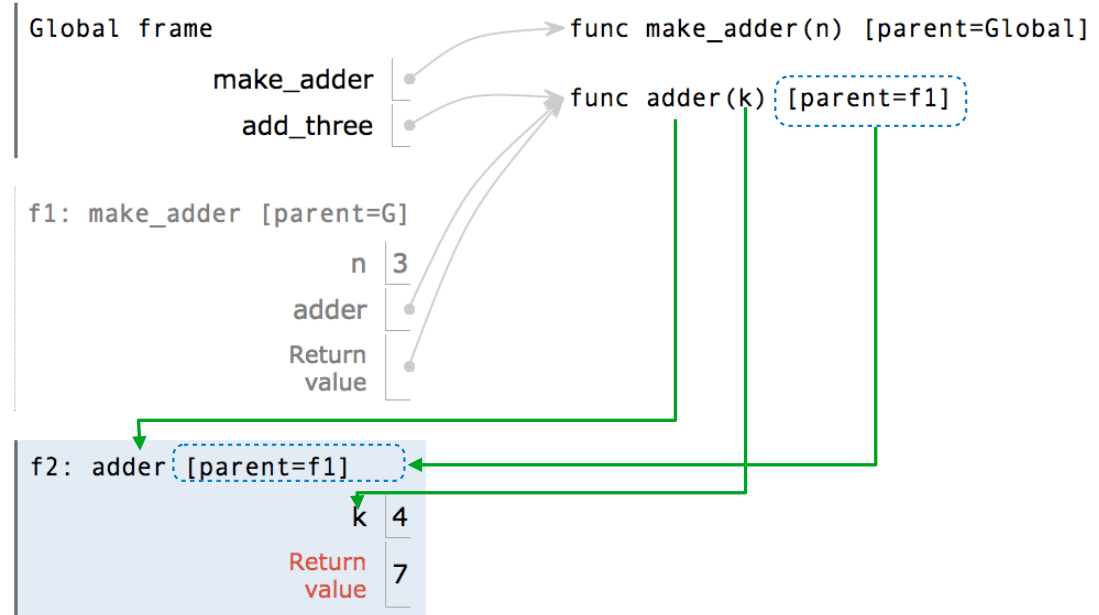 Global frame
func make_adder(n) [parent=Global]
make_adder
func adder(k) [parent=f1]
add_three
f1: make_adder [parent=G]
n 3
adder
Return
value
f2: adder [parent=f1]
k 4
Return
value 7